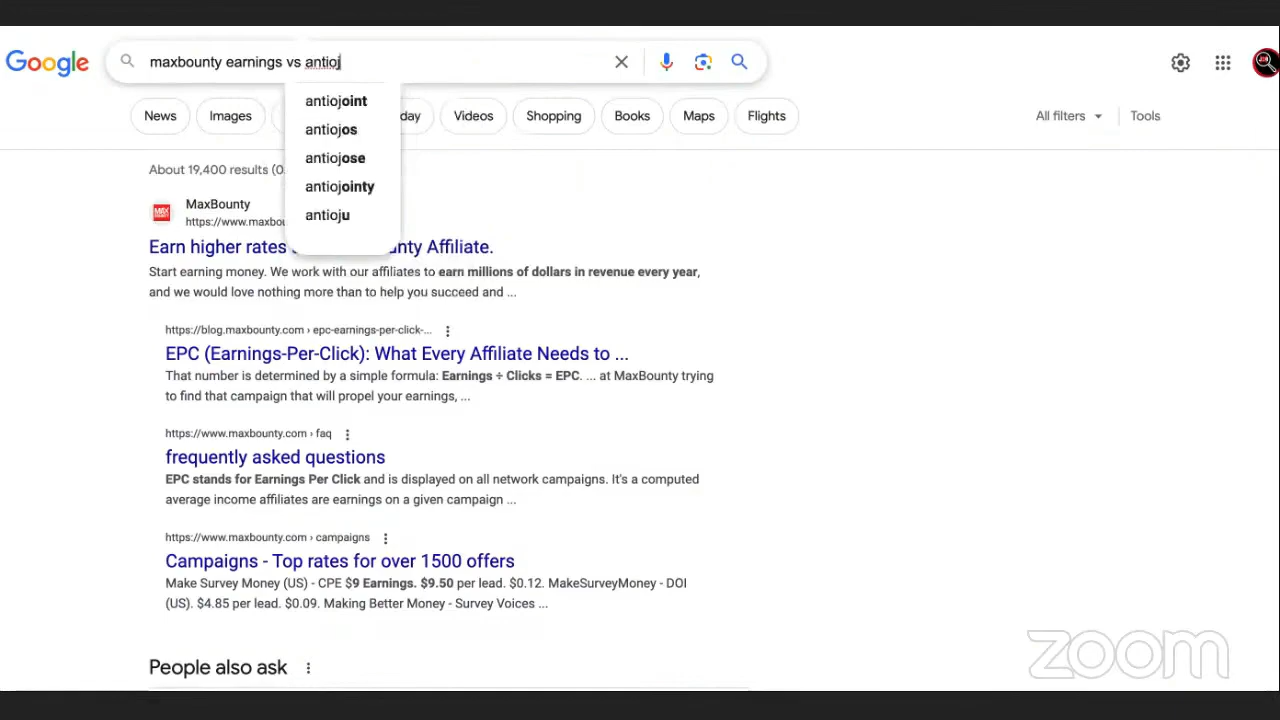 Google
maxbounty earnings vs antioj
antiojoint
antiojos
antiojose
antiojointy
antioju
News
Images
day
Videos
Shopping
Books
Maps
Flights
All filters
Tools
About 19,400 results (0
MAX BOUNTY
MaxBounty
https://www.maxbou
Earn higher rates nty Affiliate.
Start earning money. We work with our affiliates to earn millions of dollars in revenue every year,
and we would love nothing more than to help you succeed and ...
https://blog.maxbounty.com › epc-earnings-per-click-...
EPC (Earnings-Per-Click): What Every Affiliate Needs to ...
That number is determined by a simple formula: Earnings ÷ Clicks = EPC. ... at MaxBounty trying
to find that campaign that will propel your earnings, ...
https://www.maxbounty.com › faq
frequently asked questions
EPC stands for Earnings Per Click and is displayed on all network campaigns. It's a computed
average income affiliates are earnings on a given campaign ...
https://www.maxbounty.com › campaigns
Campaigns - Top rates for over 1500 offers
Make Survey Money (US) - CPE $9 Earnings. $9.50 per lead. $0.12. MakeSurveyMoney - DOI
(US). $4.85 per lead. $0.09. Making Better Money - Survey Voices ...
People also ask
zoom